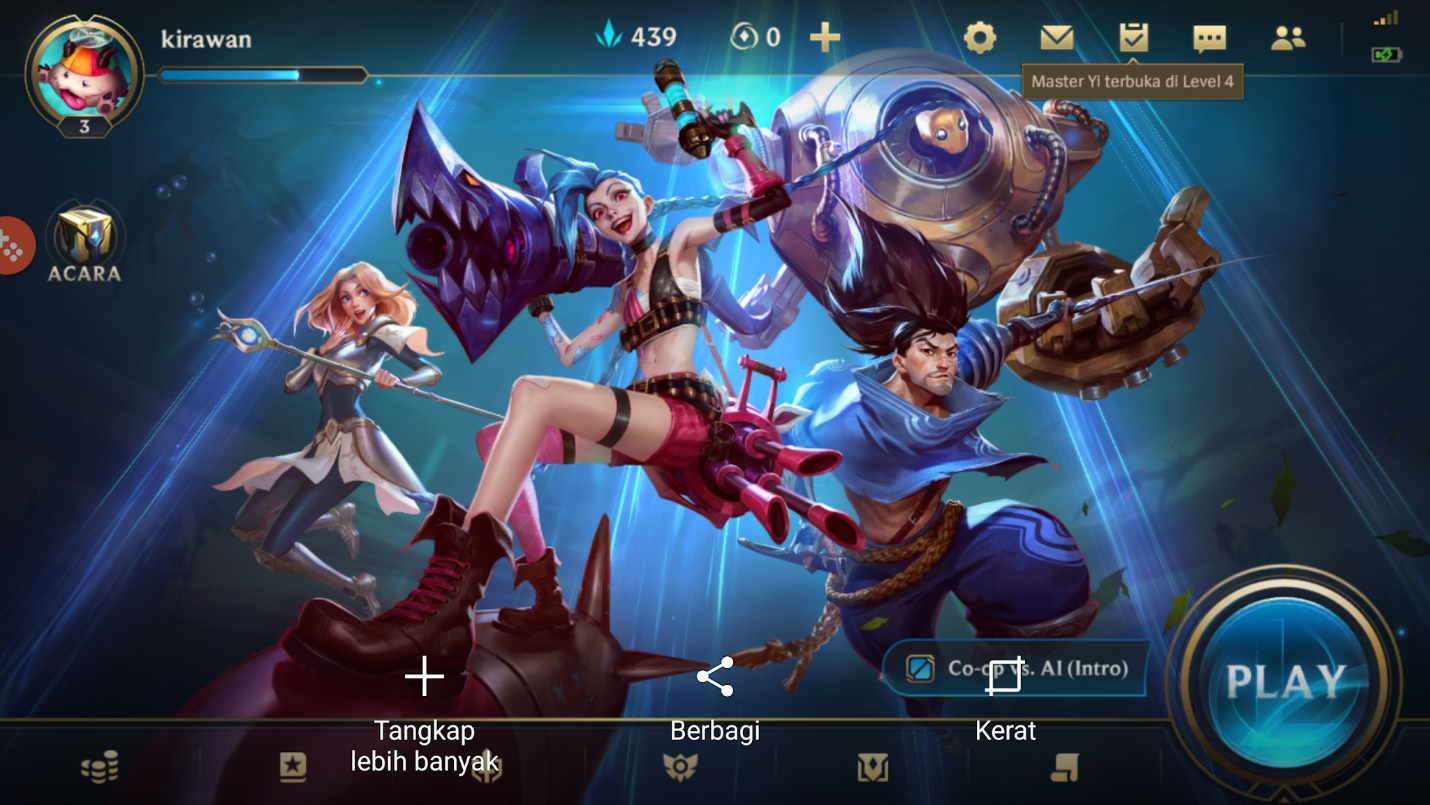 kirawan
439
0
3
Master Yi terbuka di Level 4
ACARA
Co-op vs. AI (Intro)
PLAY
Tangkap
lebih banyak
Berbagi
Kerat